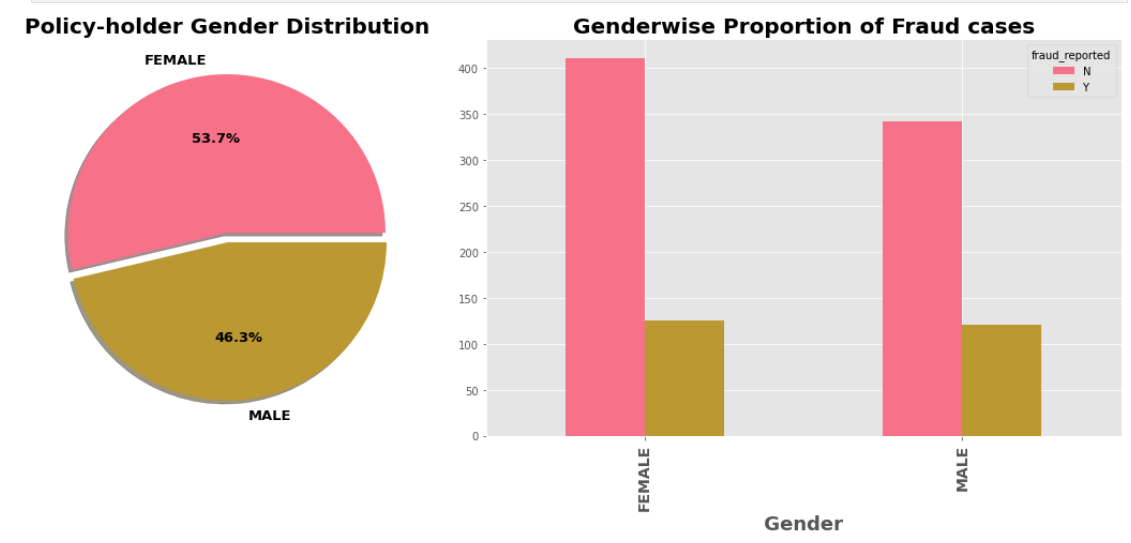 Policy-holder Gender Distribution
FEMALE
53.7%
46.3%
MALE
Genderwise Proportion of Fraud cases
fraud_reported
N
Y
400
350
300
250
200
150
100
50
0
FEMALE
MALE
Gender